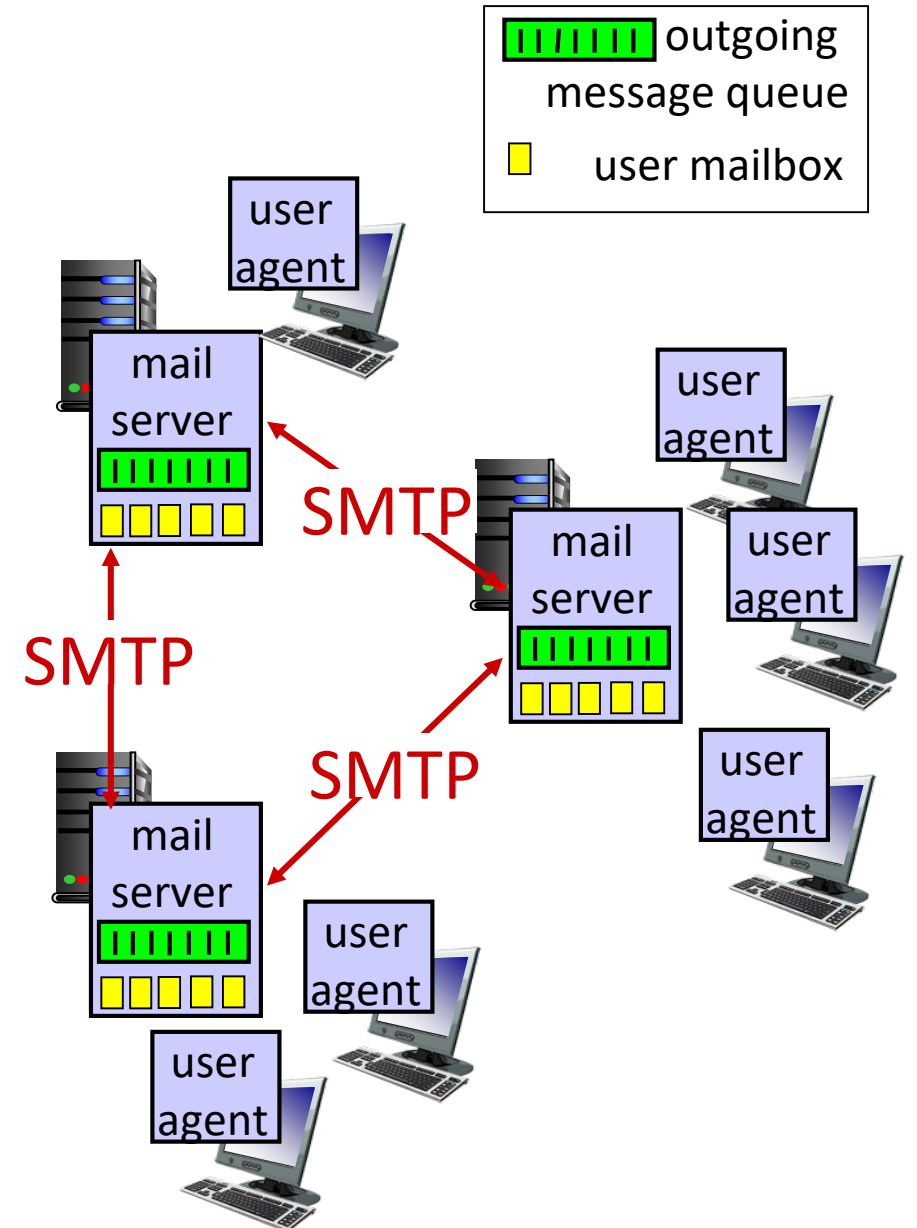 outgoing
message queue
user mailbox
user
agent
mail
server
user
agent
SMTP
mail
server
user
agent
SMTP
SMTP
user
agent
mail
server
user
agent
user
agent